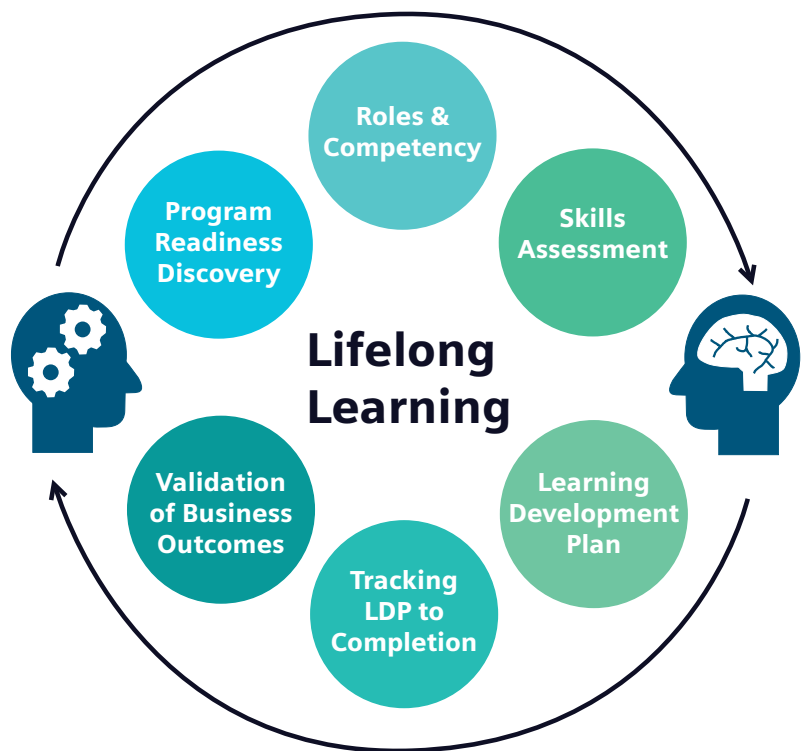 Roles &
Competency
Program
Readiness
Discovery
Skills
Assessment
Lifelong
Learning
Validation
of Business
Outcomes
Learning
Development
Plan
Tracking
LDP to
Completion